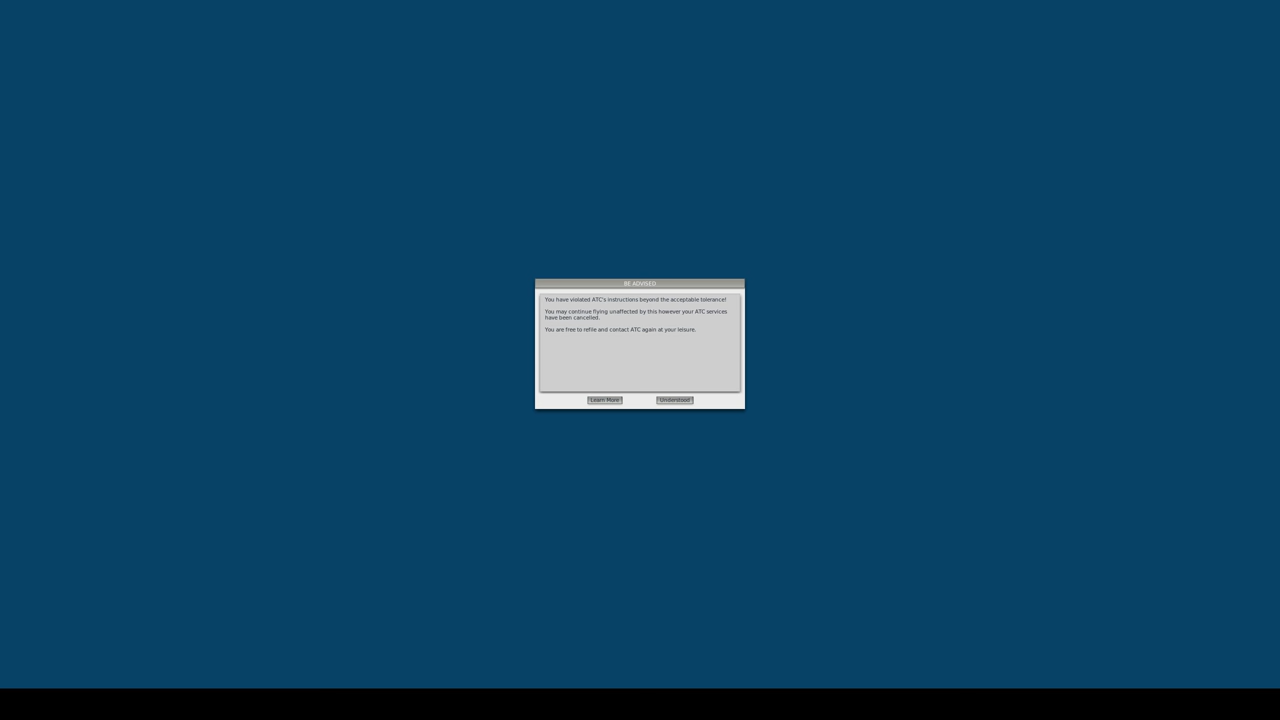 BE ADVISED
You have violated ATC's instructions beyond the acceptable tolerance!
You may continue flying unaffected by this however your ATC services
have been cancelled.
You are free to refile and contact ATC again at your leisure.
Learn More
Understood